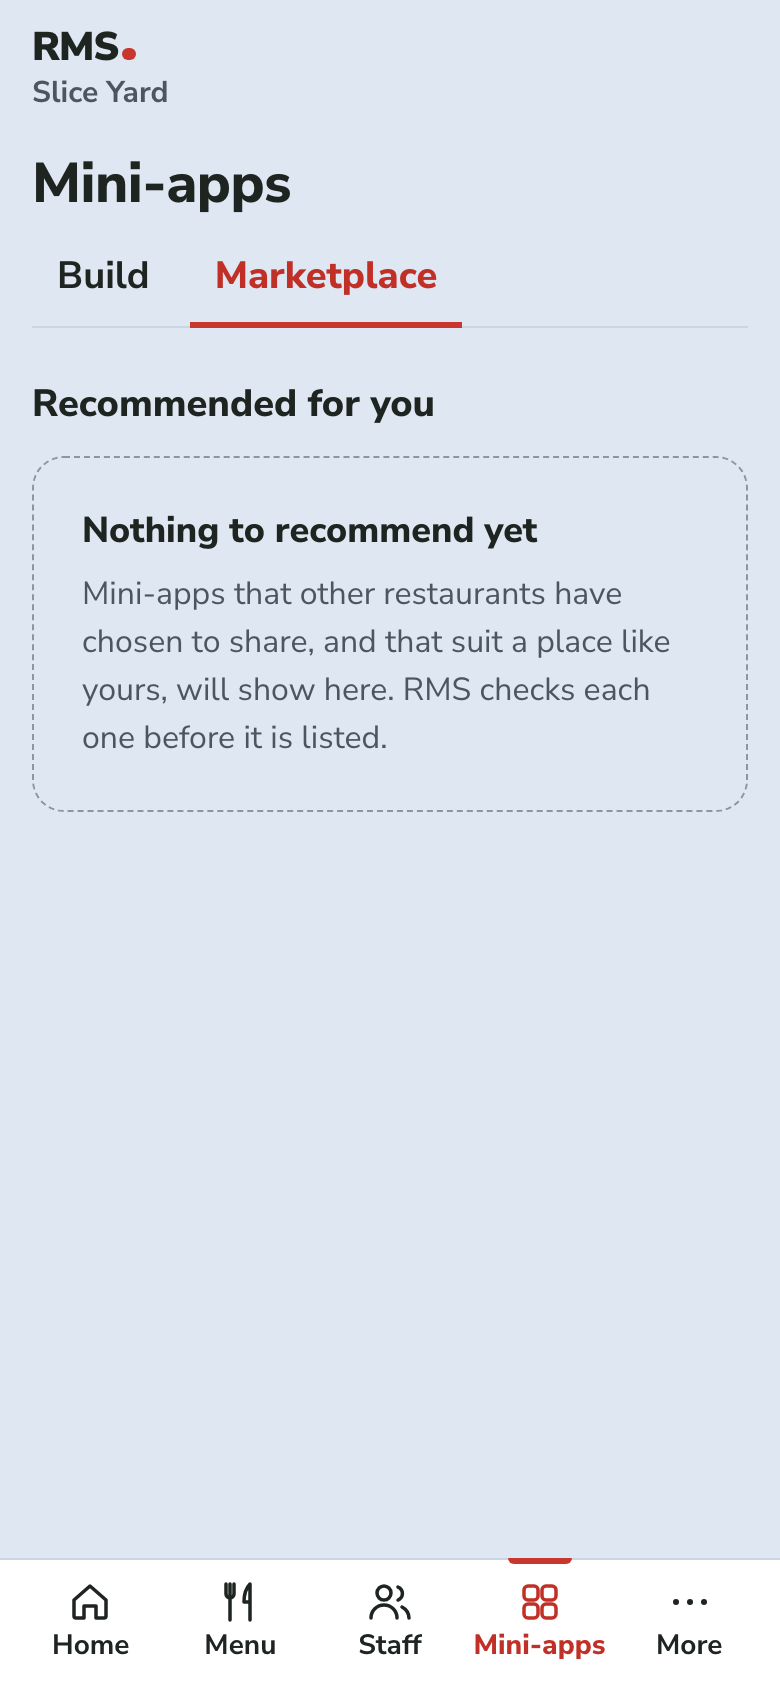 RMS.
Slice Yard
Mini-apps
Build
Marketplace
Recommended for you
Nothing to recommend yet
Mini-apps that other restaurants have
chosen to share, and that suit a place like
yours, will show here. RMS checks each
one before it is listed.
Home
Menu
Staff
Mini-apps
More